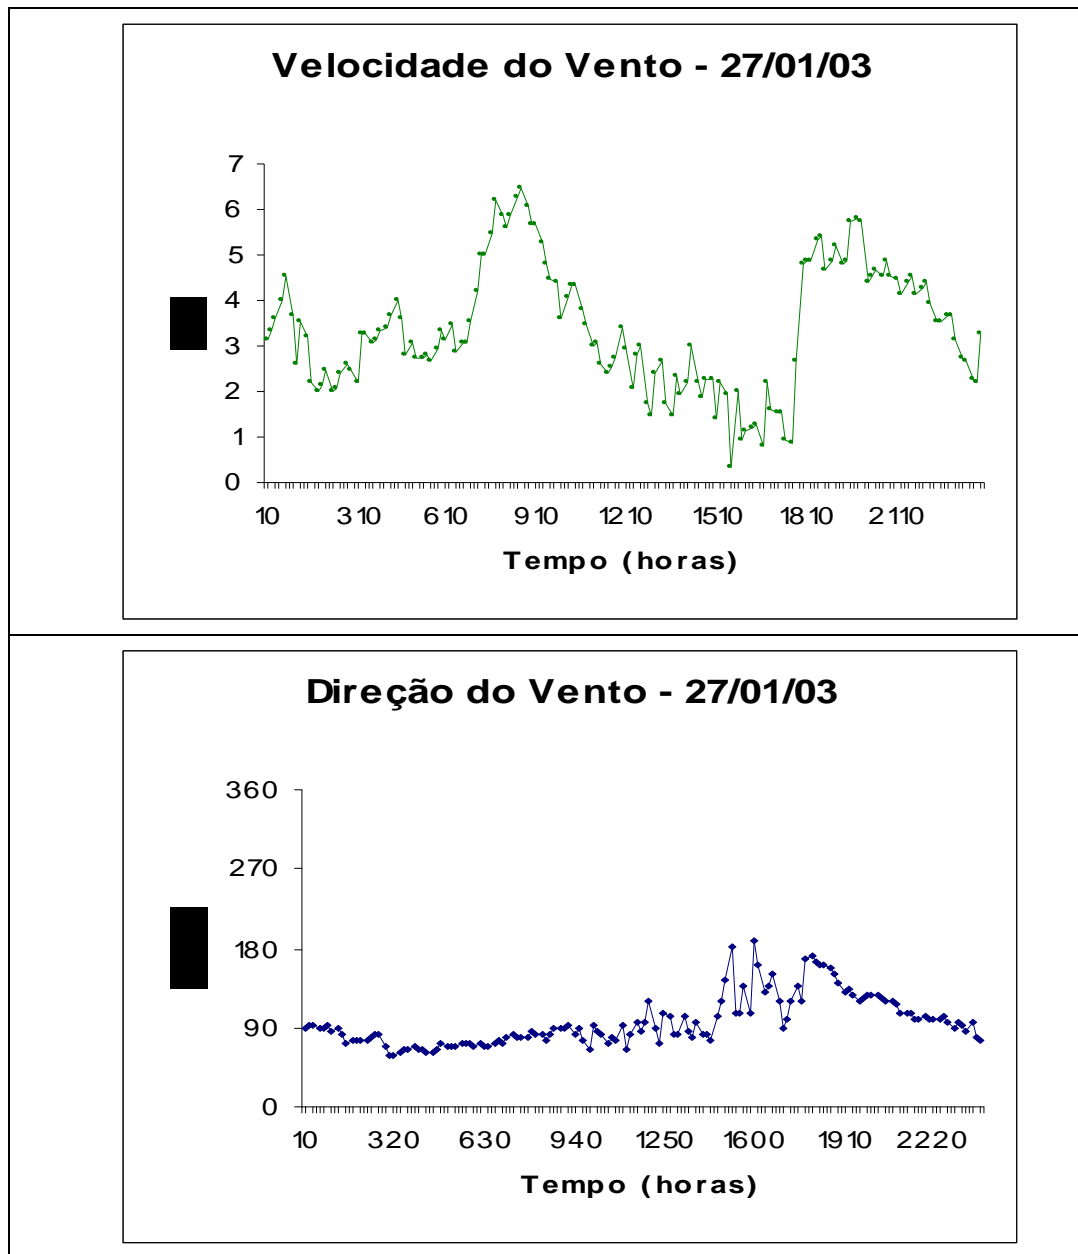 Velocidade do Vento - 27/01/03
7
6
5
4
3
2
1
0
10 310 610 910 1210 1510 1810 2110
Tempo (horas)
Direção do Vento - 27/01/03
360
270
180
90
0
10 320 630 940 1250 1600 1910 2220
Tempo (horas)